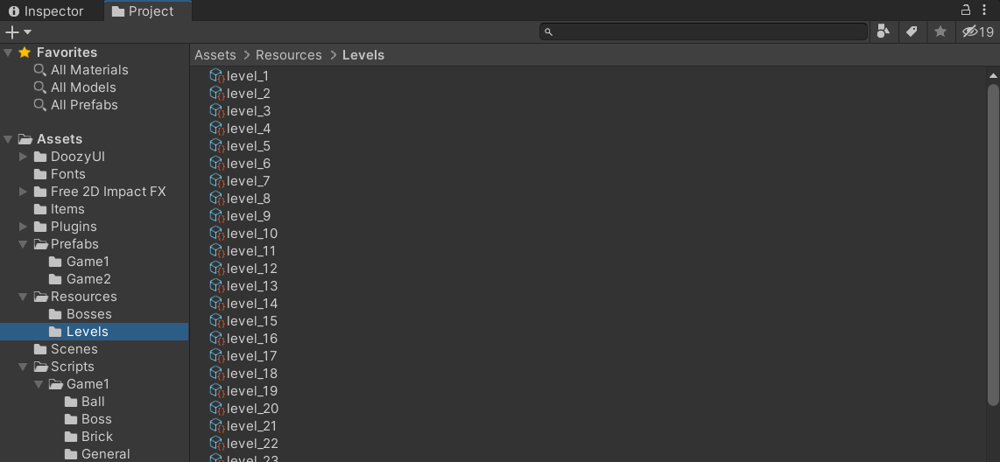 Inspector
Project
19
Favorites
All Materials
All Models
All Prefabs
Assets
DoozyUI
Fonts
Free 2D Impact FX
Items
Plugins
Prefabs
Game1
Game2
Resources
Bosses
Levels
Scenes
Scripts
Game1
Ball
Boss
Brick
General
Assets > Resources > Levels
level_1
level_2
level_3
level_4
level_5
level_6
level_7
level_8
level_9
level_10
level_11
level_12
level_13
level_14
level_15
level_16
level_17
level_18
level_19
level_20
level_21
level_22
level_23